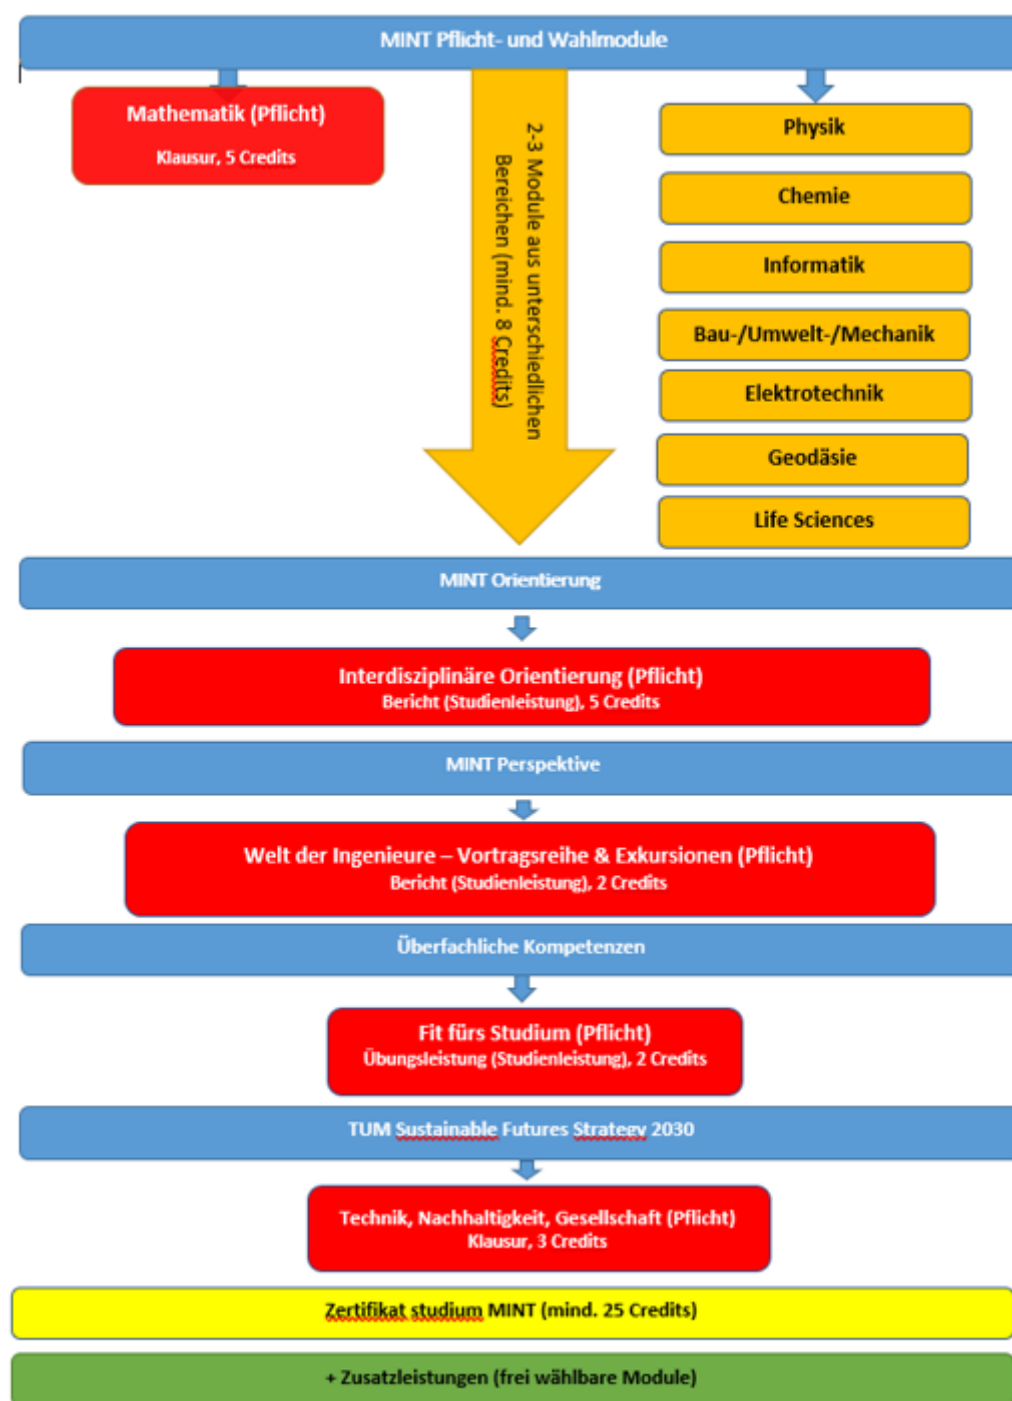 MINT Pflicht- und Wahlmodule
Mathematik (Pflicht)
Klausur, 5 Credits
2-3 Module aus unterschiedlichen
Bereichen (mind. 8 Credits)
Physik
Chemie
Informatik
Bau-/Umwelt-/Mechanik
Elektrotechnik
Geodäsie
Life Sciences
MINT Orientierung
Interdisziplinäre Orientierung (Pflicht)
Bericht (Studienleistung), 5 Credits
MINT Perspektive
Welt der Ingenieure – Vortragsreihe & Exkursionen (Pflicht)
Bericht (Studienleistung), 2 Credits
Überfachliche Kompetenzen
Fit fürs Studium (Pflicht)
Übungsleistung (Studienleistung), 2 Credits
TUM Sustainable Futures Strategy 2030
Technik, Nachhaltigkeit, Gesellschaft (Pflicht)
Klausur, 3 Credits
Zertifikat studium MINT (mind. 25 Credits)
+ Zusatzleistungen (frei wählbare Module)